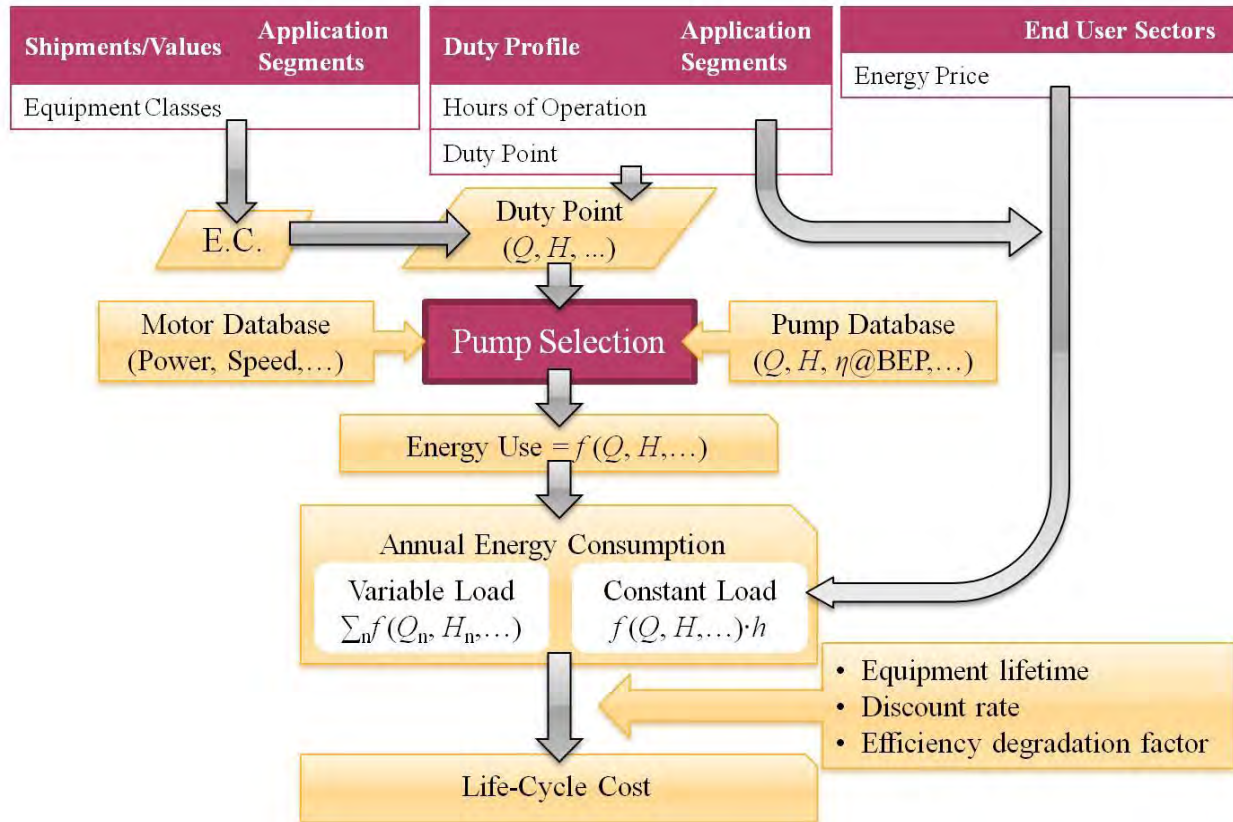 Shipments/Values Application
Segments
Equipment Classes
Duty Profile Application
Segments
Hours of Operation
Duty Point
End User Sectors
Energy Price
E.C.
Duty Point
(Q, H, ...)
Motor Database
(Power, Speed,…)
Pump Selection
Pump Database
(Q, H, η@BEP,…)
Energy Use = f(Q, H,…)
Annual Energy Consumption
Variable Load
∑ₙf(Qₙ, Hₙ,…)
Constant Load
f(Q, H,…)·h
• Equipment lifetime
• Discount rate
• Efficiency degradation factor
Life-Cycle Cost